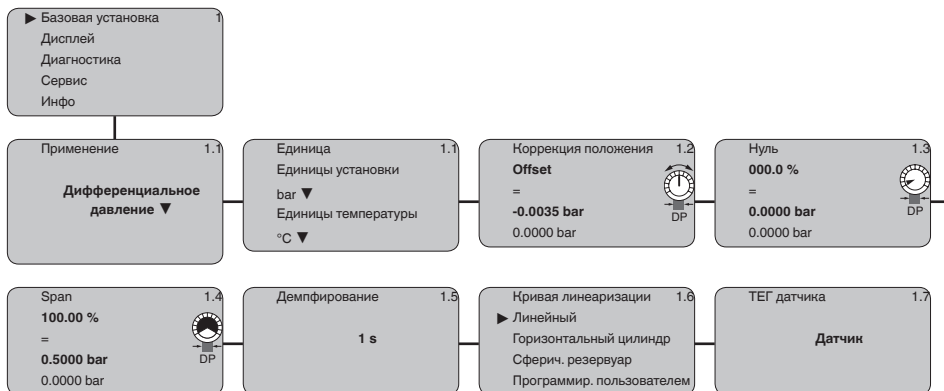 ▶ Базовая установка 1
Дисплей
Диагностика
Сервис
Инфо
Применение 1.1
Дифференциальное
давление ▼
Единица 1.1
Единицы установки
bar ▼
Единицы температуры
°C ▼
Коррекция положения 1.2
Offset
=
-0.0035 bar
0.0000 bar
DP
Нуль 1.3
000.0 %
=
0.0000 bar
0.0000 bar
DP
Span 1.4
100.00 %
=
0.5000 bar
0.0000 bar
DP
Демпфирование 1.5
1 s
Кривая линеаризации 1.6
▶ Линейный
Горизонтальный цилиндр
Сферич. резервуар
Программир. пользователем
ТЕГ датчика 1.7
Датчик